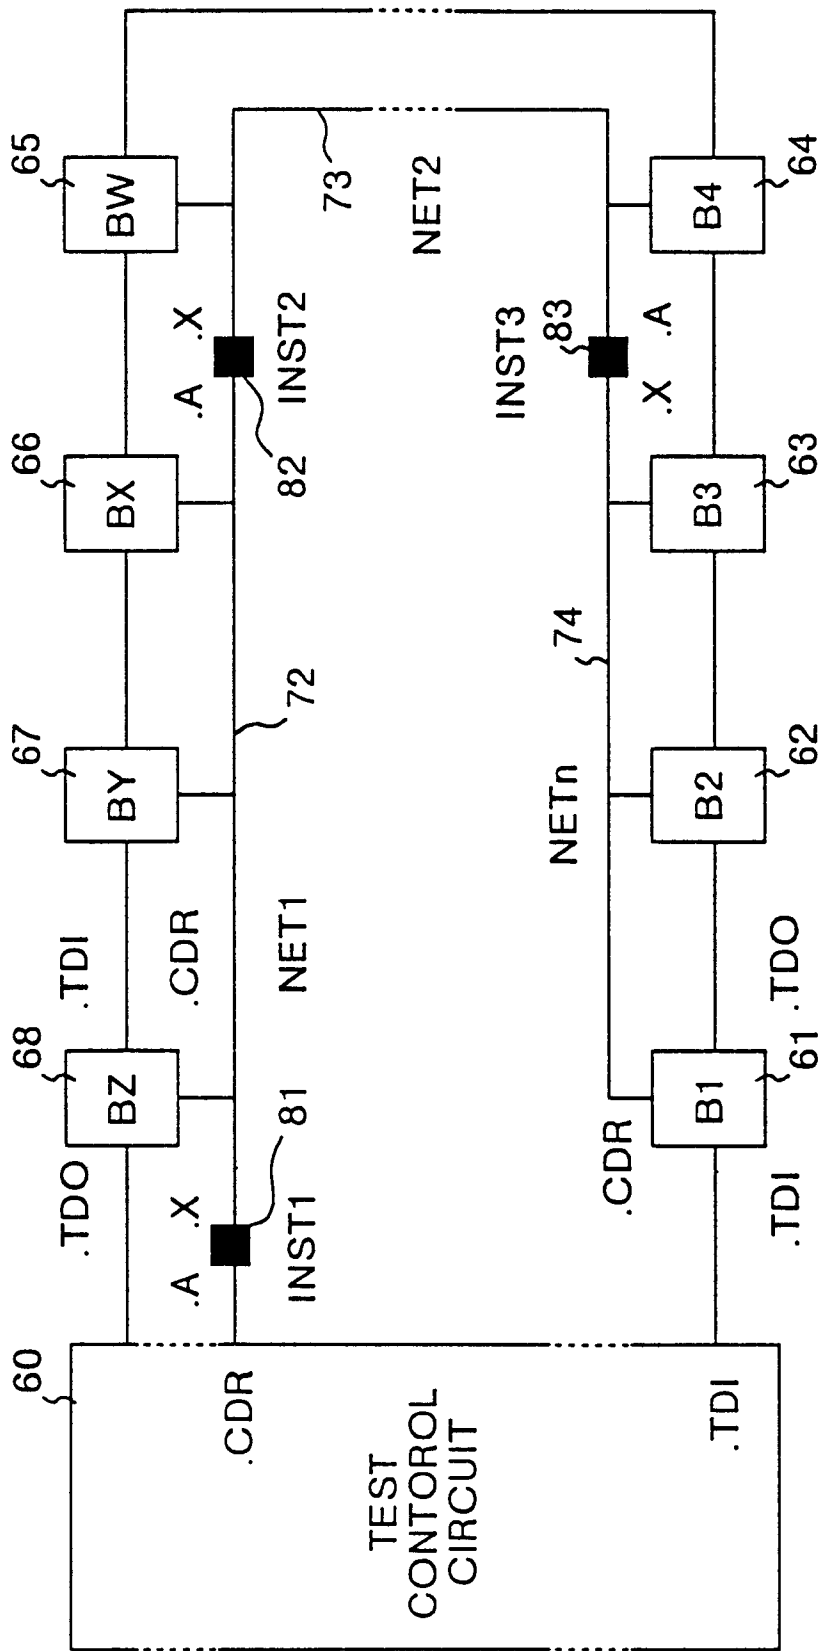 60
TEST
CONTOROL
CIRCUIT
.CDR
.TDI
68
67
66
65
BZ
BY
BX
BW
.TDO
.TDI
.A
.X
.CDR
.A
.X
INST1
81
NET1
72
82
INST2
73
NET2
NETn
74
INST3
83
.X
.A
.CDR
B1
B2
B3
B4
.TDI
61
.TDO
62
63
64